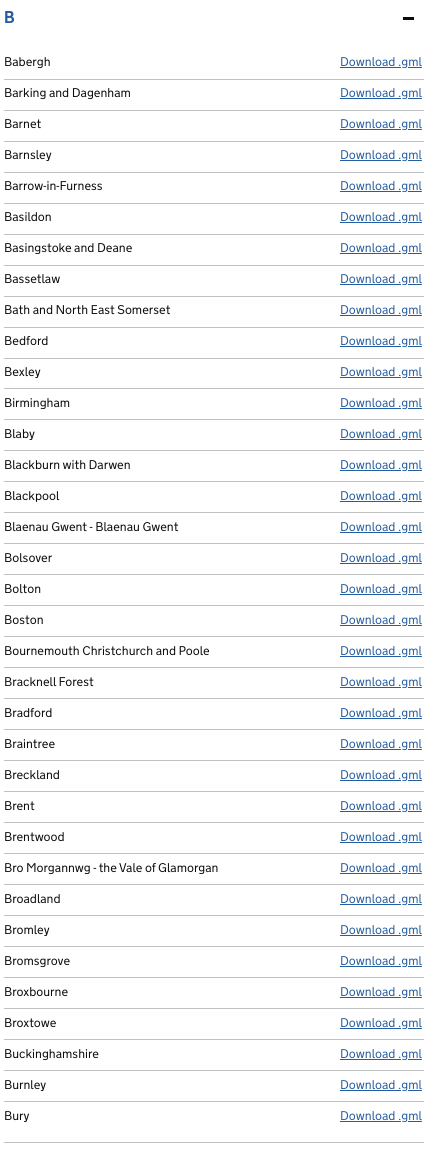 B
Babergh Download .gml
Barking and Dagenham Download .gml
Barnet Download .gml
Barnsley Download .gml
Barrow-in-Furness Download .gml
Basildon Download .gml
Basingstoke and Deane Download .gml
Bassetlaw Download .gml
Bath and North East Somerset Download .gml
Bedford Download .gml
Bexley Download .gml
Birmingham Download .gml
Blaby Download .gml
Blackburn with Darwen Download .gml
Blackpool Download .gml
Blaenau Gwent - Blaenau Gwent Download .gml
Bolsover Download .gml
Bolton Download .gml
Boston Download .gml
Bournemouth Christchurch and Poole Download .gml
Bracknell Forest Download .gml
Bradford Download .gml
Braintree Download .gml
Breckland Download .gml
Brent Download .gml
Brentwood Download .gml
Bro Morgannwg - the Vale of Glamorgan Download .gml
Broadland Download .gml
Bromley Download .gml
Bromsgrove Download .gml
Broxbourne Download .gml
Broxtowe Download .gml
Buckinghamshire Download .gml
Burnley Download .gml
Bury Download .gml